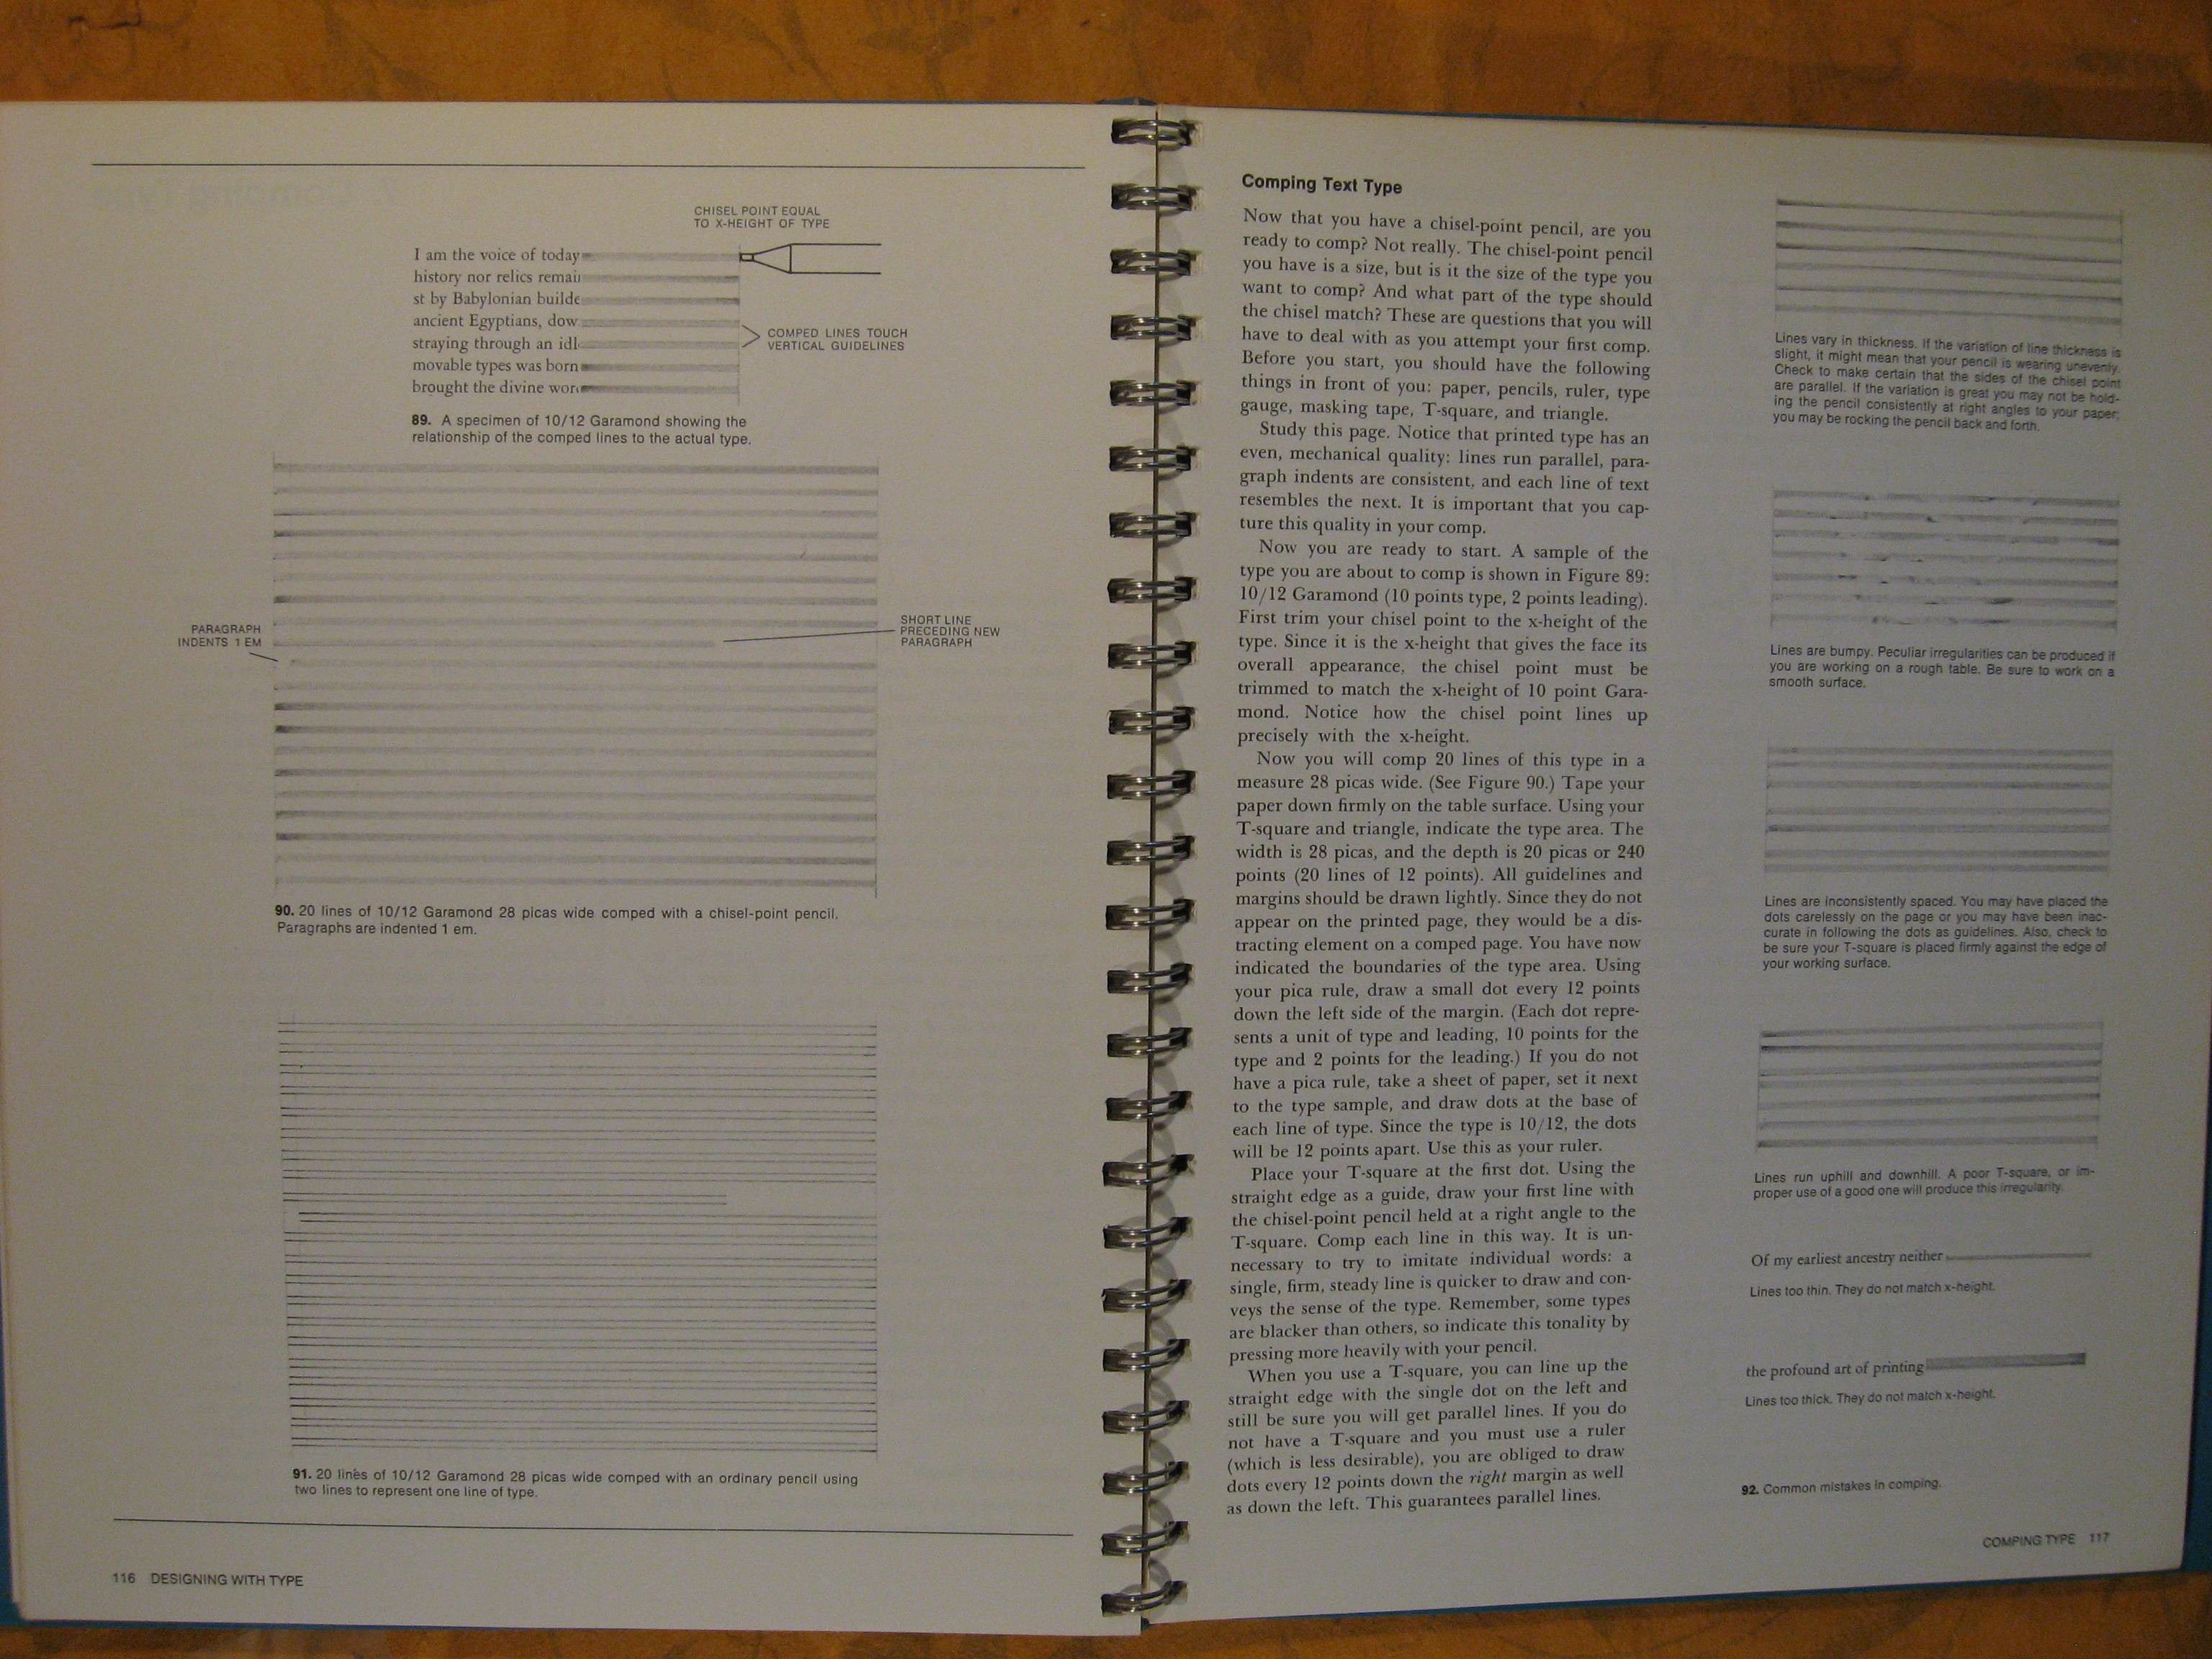 CHISEL POINT EQUAL
TO X-HEIGHT OF TYPE
I am the voice of today
history nor relics remai
st by Babylonian builde
ancient Egyptians, dow
straying through an idl
movable types was born
brought the divine wor
COMPED LINES TOUCH
VERTICAL GUIDELINES
89. A specimen of 10/12 Garamond showing the
relationship of the comped lines to the actual type.
PARAGRAPH
INDENTS 1 EM
SHORT LINE
PRECEDING NEW
PARAGRAPH
90. 20 lines of 10/12 Garamond 28 picas wide comped with a chisel-point pencil.
Paragraphs are indented 1 em.
91. 20 lines of 10/12 Garamond 28 picas wide comped with an ordinary pencil using
two lines to represent one line of type.
116 DESIGNING WITH TYPE
Comping Text Type
Now that you have a chisel-point pencil, are you
ready to comp? Not really. The chisel-point pencil
you have is a size, but is it the size of the type you
want to comp? And what part of the type should
the chisel match? These are questions that you will
have to deal with as you attempt your first comp.
Before you start, you should have the following
things in front of you: paper, pencils, ruler, type
gauge, masking tape, T-square, and triangle.
Study this page. Notice that printed type has an
even, mechanical quality: lines run parallel, para-
graph indents are consistent, and each line of text
resembles the next. It is important that you cap-
ture this quality in your comp.
Now you are ready to start. A sample of the
type you are about to comp is shown in Figure 89:
10/12 Garamond (10 points type, 2 points leading).
First trim your chisel point to the x-height of the
type. Since it is the x-height that gives the face its
overall appearance, the chisel point must be
trimmed to match the x-height of 10 point Gara-
mond. Notice how the chisel point lines up
precisely with the x-height.
Now you will comp 20 lines of this type in a
measure 28 picas wide. (See Figure 90.) Tape your
paper down firmly on the table surface. Using your
T-square and triangle, indicate the type area. The
width is 28 picas, and the depth is 20 picas or 240
points (20 lines of 12 points). All guidelines and
margins should be drawn lightly. Since they do not
appear on the printed page, they would be a dis-
tracting element on a comped page. You have now
indicated the boundaries of the type area. Using
your pica rule, draw a small dot every 12 points
down the left side of the margin. (Each dot repre-
sents a unit of type and leading, 10 points for the
type and 2 points for the leading.) If you do not
have a pica rule, take a sheet of paper, set it next
to the type sample, and draw dots at the base of
each line of type. Since the type is 10/12, the dots
will be 12 points apart. Use this as your ruler.
Place your T-square at the first dot. Using the
straight edge as a guide, draw your first line with
the chisel-point pencil held at a right angle to the
T-square. Comp each line in this way. It is un-
necessary to try to imitate individual words: a
single, firm, steady line is quicker to draw and con-
veys the sense of the type. Remember, some types
are blacker than others, so indicate this tonality by
pressing more heavily with your pencil.
When you use a T-square, you can line up the
straight edge with the single dot on the left and
still be sure you will get parallel lines. If you do
not have a T-square and you must use a ruler
(which is less desirable), you are obliged to draw
dots every 12 points down the right margin as well
as down the left. This guarantees parallel lines.
Lines vary in thickness. If the variation of line thickness is
slight, it might mean that your pencil is wearing unevenly.
Check to make certain that the sides of the chisel point
are parallel. If the variation is great you may not be hold-
ing the pencil consistently at right angles to your paper;
you may be rocking the pencil back and forth.
Lines are bumpy. Peculiar irregularities can be produced if
you are working on a rough table. Be sure to work on a
smooth surface.
Lines are inconsistently spaced. You may have placed the
dots carelessly on the page or you may have been inac-
curate in following the dots as guidelines. Also, check to
be sure your T-square is placed firmly against the edge of
your working surface.
Lines run uphill and downhill. A poor T-square, or im-
proper use of a good one will produce this irregularity.
Of my earliest ancestry neither
Lines too thin. They do not match x-height.
the profound art of printing
Lines too thick. They do not match x-height.
92. Common mistakes in comping.
COMPING TYPE 117